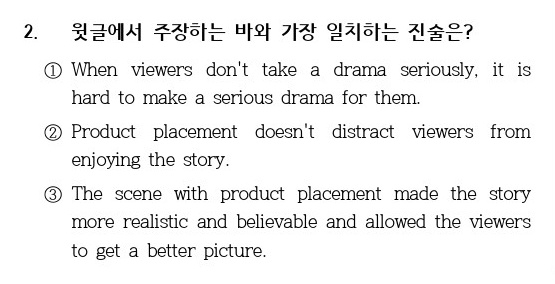 2. 윗글에서 주장하는 바와 가장 일치하는 진술은?
① When viewers don't take a drama seriously, it is
hard to make a serious drama for them.
② Product placement doesn't distract viewers from
enjoying the story.
③ The scene with product placement made the story
more realistic and believable and allowed the viewers
to get a better picture.